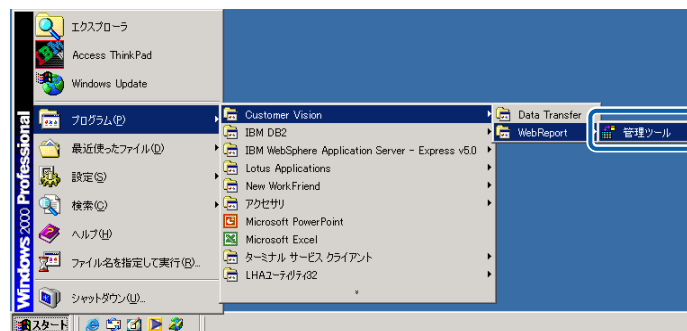 エクスプローラ
Access ThinkPad
Windows Update
プログラム(P)
最近使ったファイル(D)
設定(S)
検索(C)
ヘルプ(H)
ファイル名を指定して実行(R)...
シャットダウン(U)...
Windows 2000 Professional
Customer Vision
IBM DB2
IBM WebSphere Application Server - Express v5.0
Lotus Applications
New WorkFriend
アクセサリ
Microsoft PowerPoint
Microsoft Excel
ターミナル サービス クライアント
LHAユーティリティ32
Data Transfer
WebReport
管理ツール
スタート